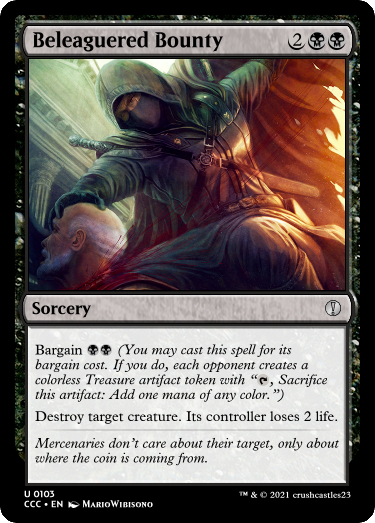 Beleaguered Bounty 2
Sorcery
Bargain (You may cast this spell for its
bargain cost. If you do, each opponent creates a
colorless Treasure artifact token with “, Sacrifice
this artifact: Add one mana of any color.”)
Destroy target creature. Its controller loses 2 life.
Mercenaries don’t care about their target, only about
where the coin is coming from.
U 0103
CCC • EN MarioWibisono
™ & © 2021 crushcastles23